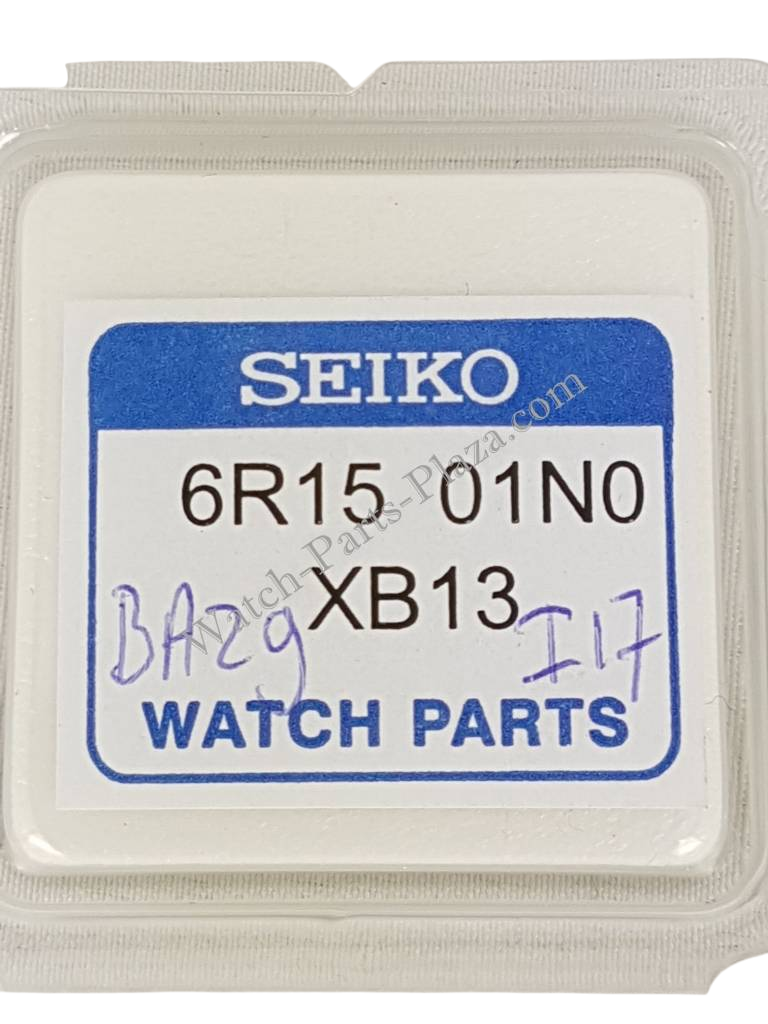 SEIKO
6R15 01N0
XB13
BA29 I17
WATCH PARTS
Watch-Parts-Plaza.com